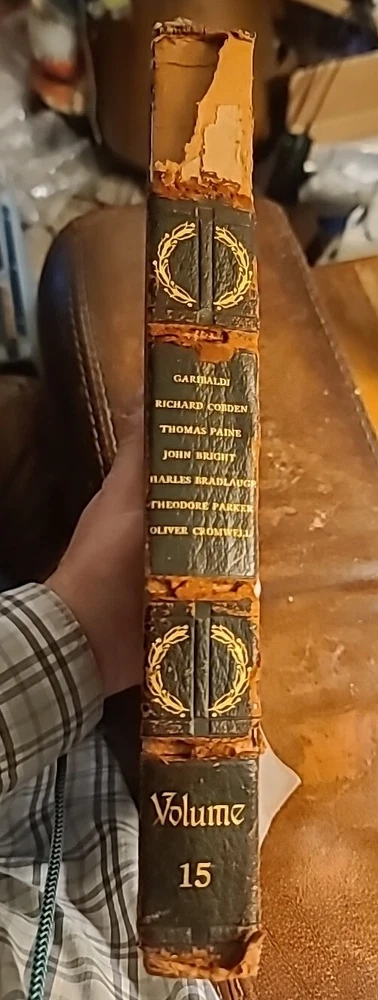 GARIBALDI
RICHARD COBDEN
THOMAS PAINE
JOHN BRIGHT
HARLES BRADLAUGH
THEODORE PARKER
OLIVER CROMWELL
Volume
15